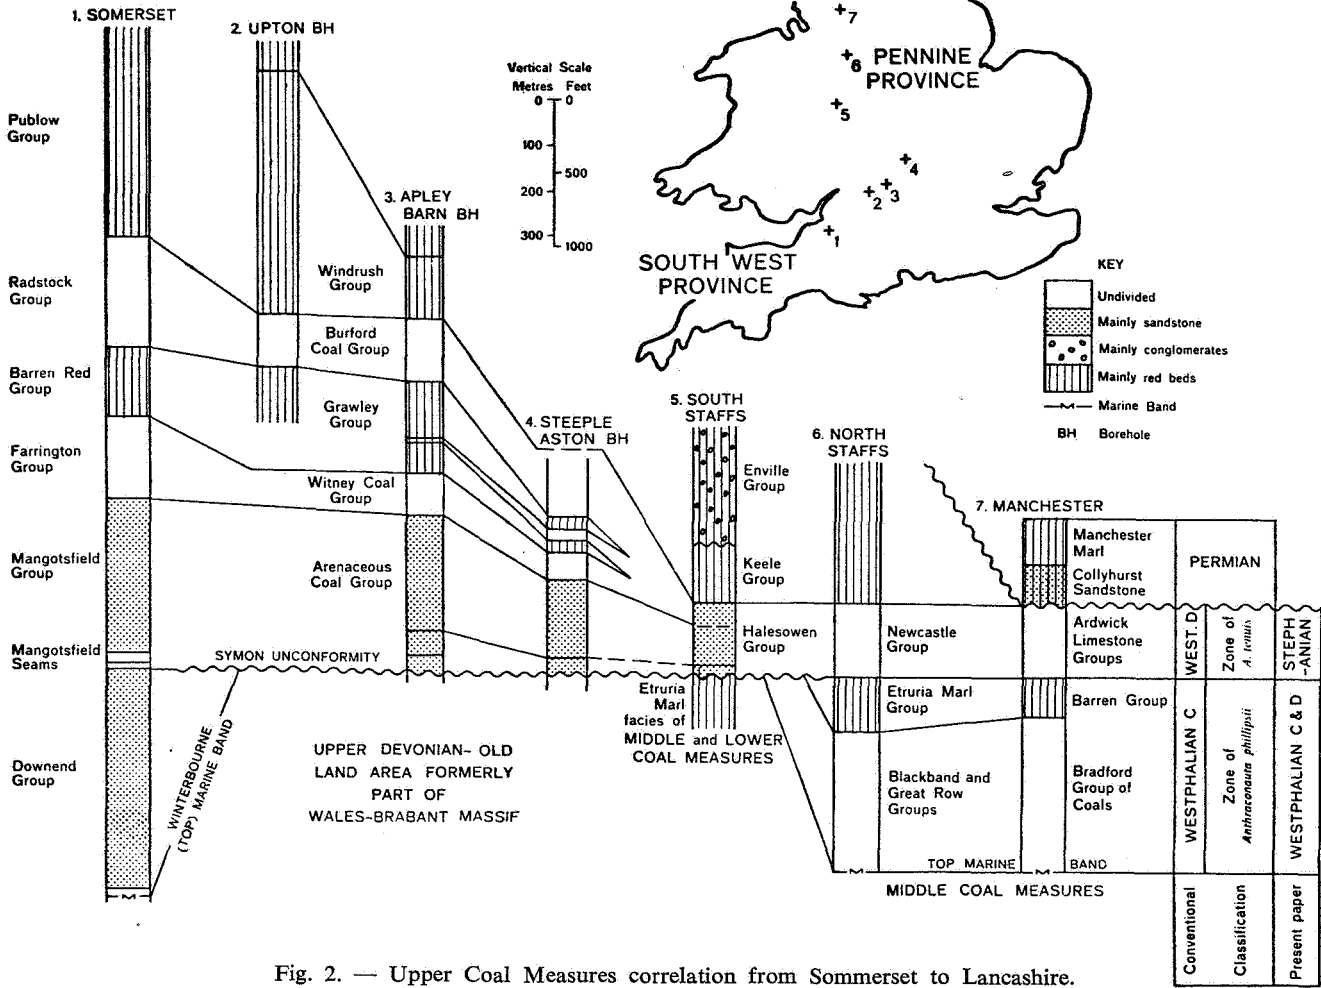 1. SOMERSET
2. UPTON BH
3. APLEY
BARN BH
4. STEEPLE
ASTON BH
5. SOUTH
STAFFS
6. NORTH
STAFFS
7. MANCHESTER
Publow
Group
Radstock
Group
Barren Red
Group
Farrington
Group
Mangotsfield
Group
Mangotsfield
Seams
Downend
Group
Windrush
Group
Burford
Coal Group
Grawley
Group
Witney Coal
Group
Arenaceous
Coal Group
SYMON UNCONFORMITY
WINTERBOURNE
(TOP) MARINE BAND
M
UPPER DEVONIAN- OLD
LAND AREA FORMERLY
PART OF
WALES-BRABANT MASSIF
Vertical Scale
Metres Feet
0 0
100
500
200
300
1000
7
6
5
4
3
2
1
PENNINE
PROVINCE
SOUTH WEST
PROVINCE
KEY
Undivided
Mainly sandstone
Mainly conglomerates
Mainly red beds
M Marine Band
BH Borehole
Enville
Group
Keele
Group
Halesowen
Group
Etruria
Marl
facies of
MIDDLE and LOWER
COAL MEASURES
Newcastle
Group
Etruria Marl
Group
Blackband and
Great Row
Groups
Manchester
Marl
Collyhurst
Sandstone
Ardwick
Limestone
Groups
Barren Group
Bradford
Group of
Coals
M TOP MARINE M BAND
MIDDLE COAL MEASURES
PERMIAN
WEST. D
Zone of
A. tenuis
STEPH
-ANIAN
WESTPHALIAN C
Zone of
Anthraconauta phillipsii
WESTPHALIAN C & D
Conventional
Classification
Present paper
Fig. 2. — Upper Coal Measures correlation from Sommerset to Lancashire.